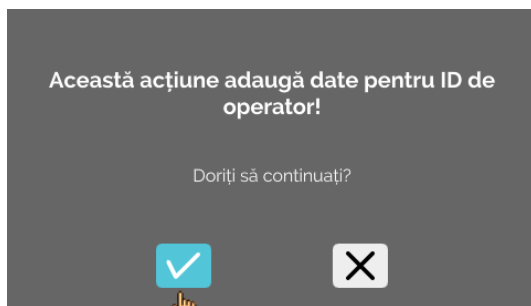 Această acțiune adaugă date pentru ID de
operator!
Doriți să continuați?